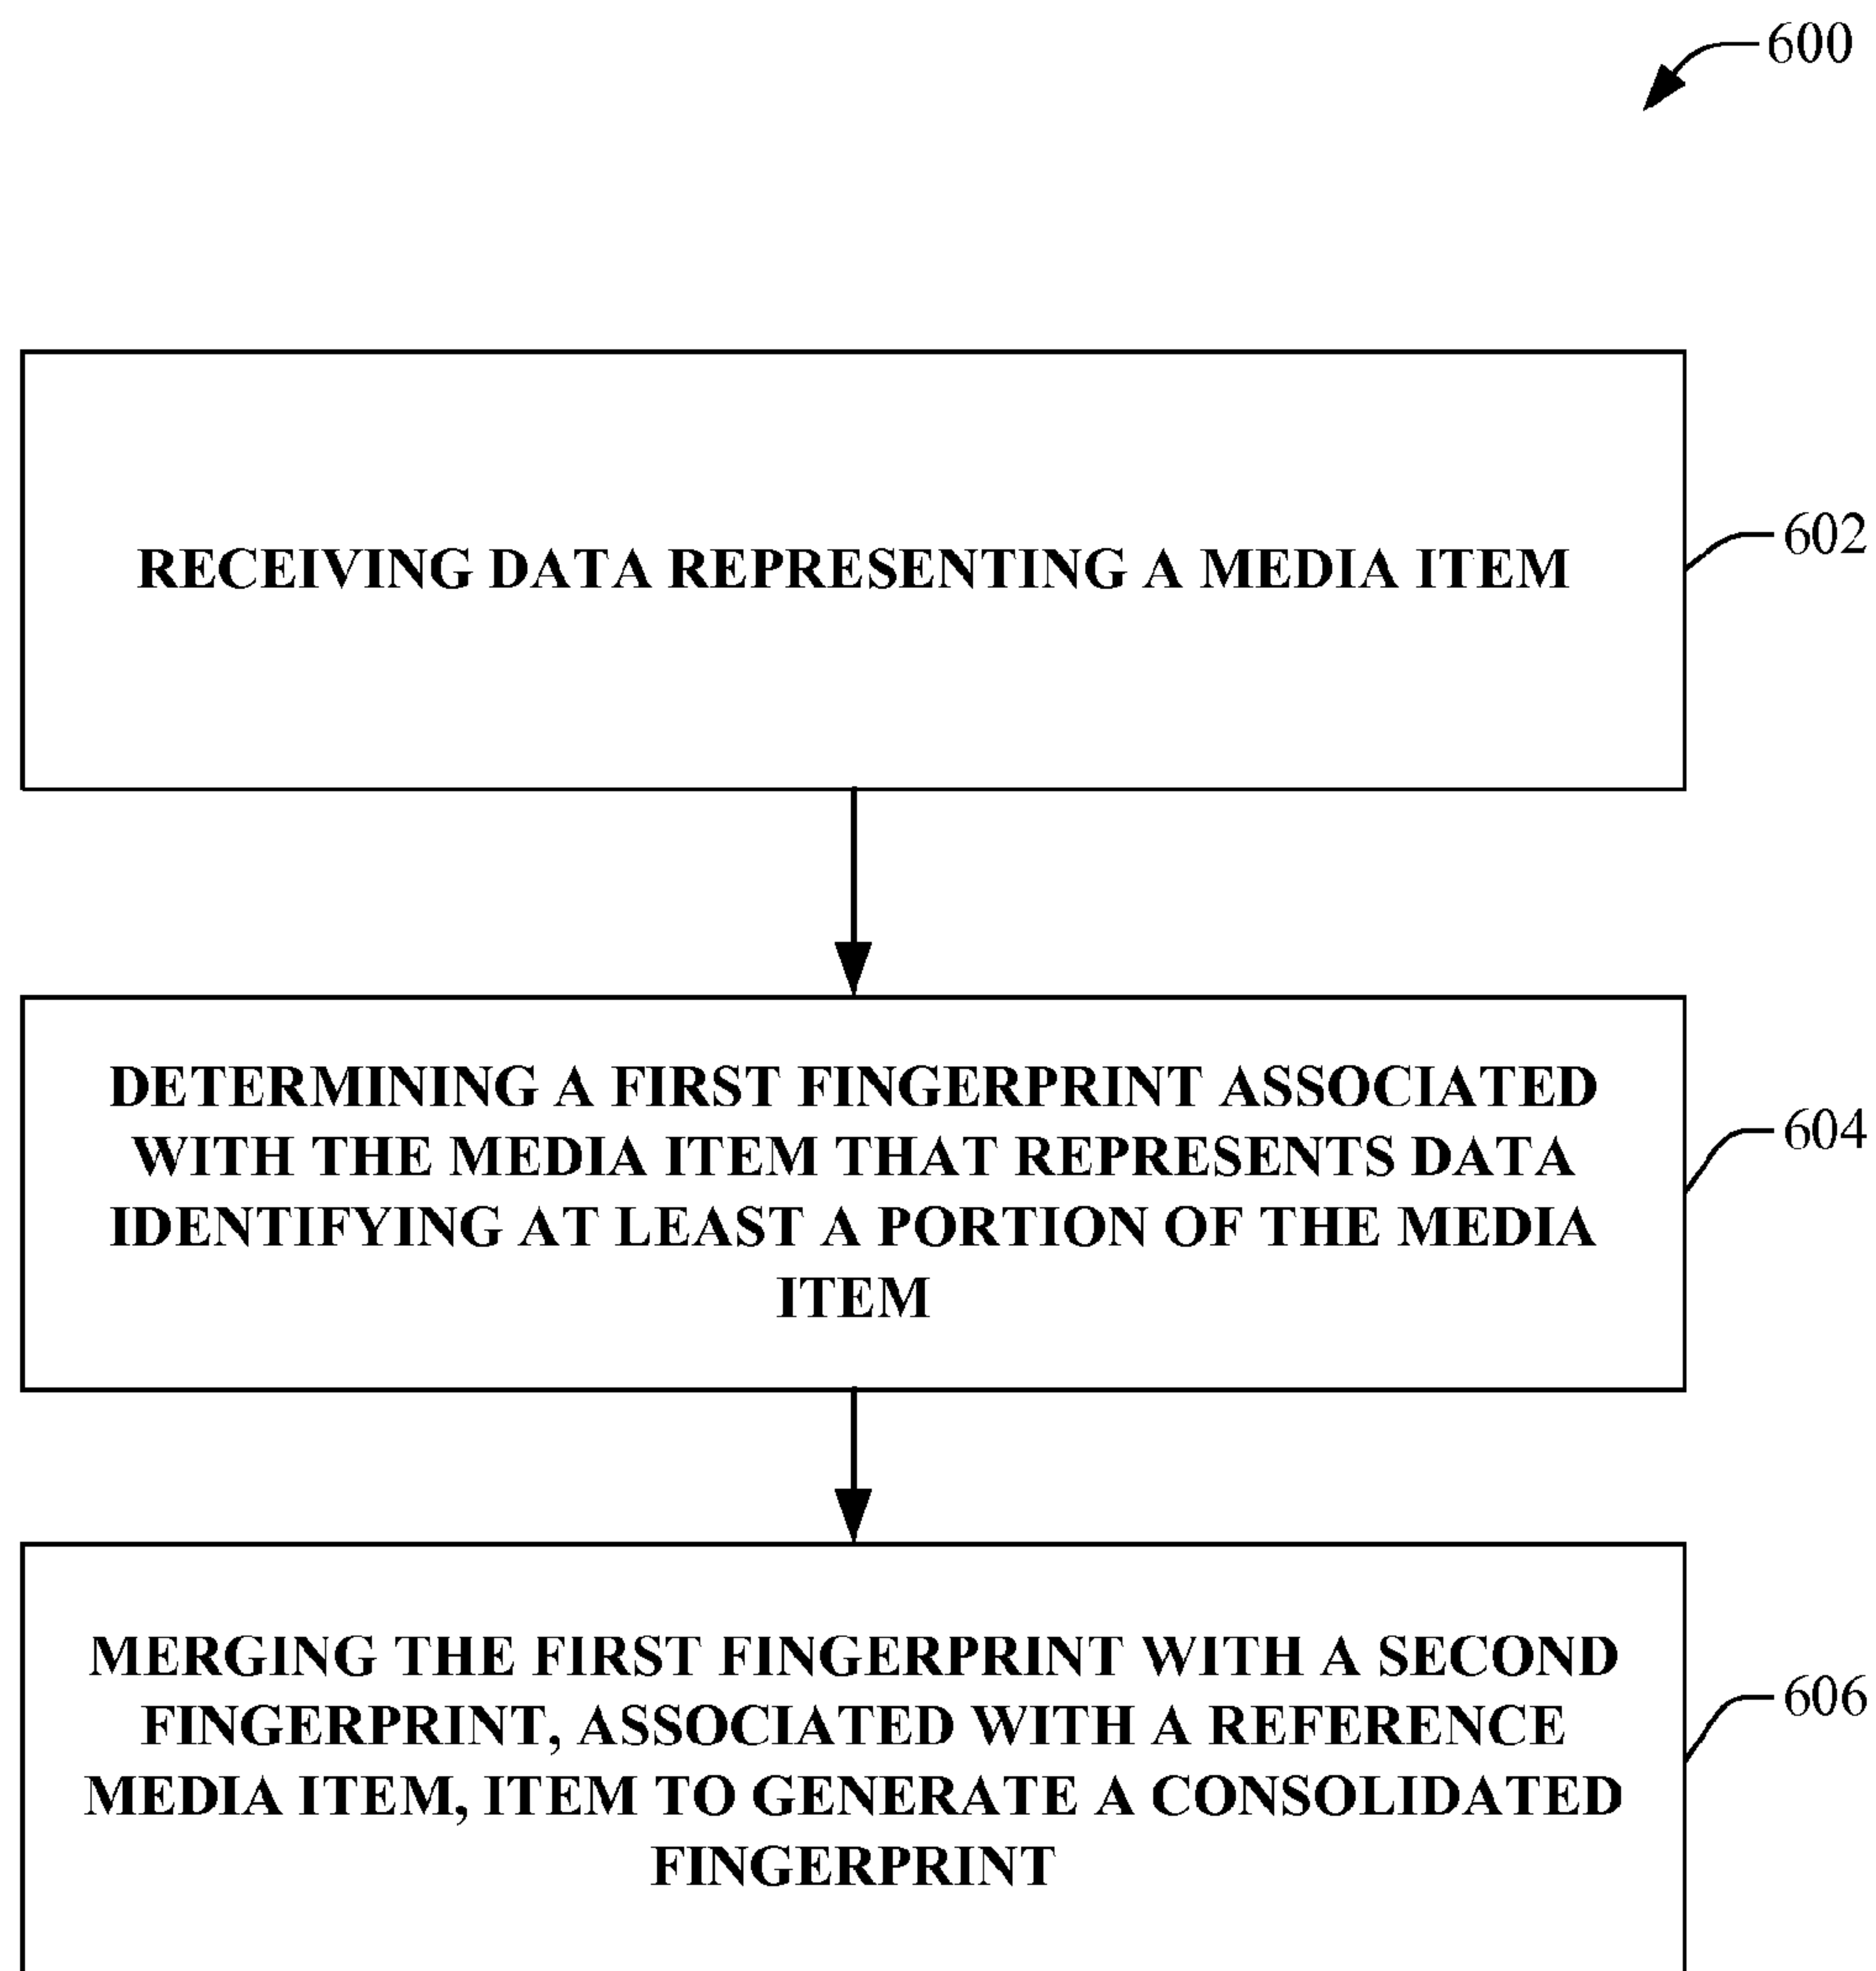 600
RECEIVING DATA REPRESENTING A MEDIA ITEM
602
DETERMINING A FIRST FINGERPRINT ASSOCIATED
WITH THE MEDIA ITEM THAT REPRESENTS DATA
IDENTIFYING AT LEAST A PORTION OF THE MEDIA
ITEM
604
MERGING THE FIRST FINGERPRINT WITH A SECOND
FINGERPRINT, ASSOCIATED WITH A REFERENCE
MEDIA ITEM, ITEM TO GENERATE A CONSOLIDATED
FINGERPRINT
606